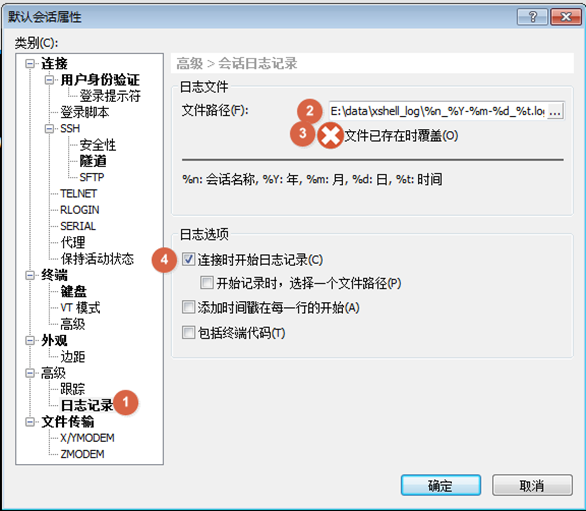 默认会话属性
类别(C):
连接
用户身份验证
登录提示符
登录脚本
SSH
安全性
隧道
SFTP
TELNET
RLOGIN
SERIAL
代理
保持活动状态
终端
键盘
VT 模式
高级
外观
边距
高级
跟踪
日志记录 1
文件传输
X/YMODEM
ZMODEM
高级 > 会话日志记录
日志文件
文件路径(F): 2 E:\data\xshell_log\%n_%Y-%m-%d_%t.log ...
3 文件已存在时覆盖(O)
%n: 会话名称, %Y: 年, %m: 月, %d: 日, %t: 时间
日志选项
4 连接时开始日志记录(C)
开始记录时，选择一个文件路径(P)
添加时间戳在每一行的开始(A)
包括终端代码(T)
确定
取消